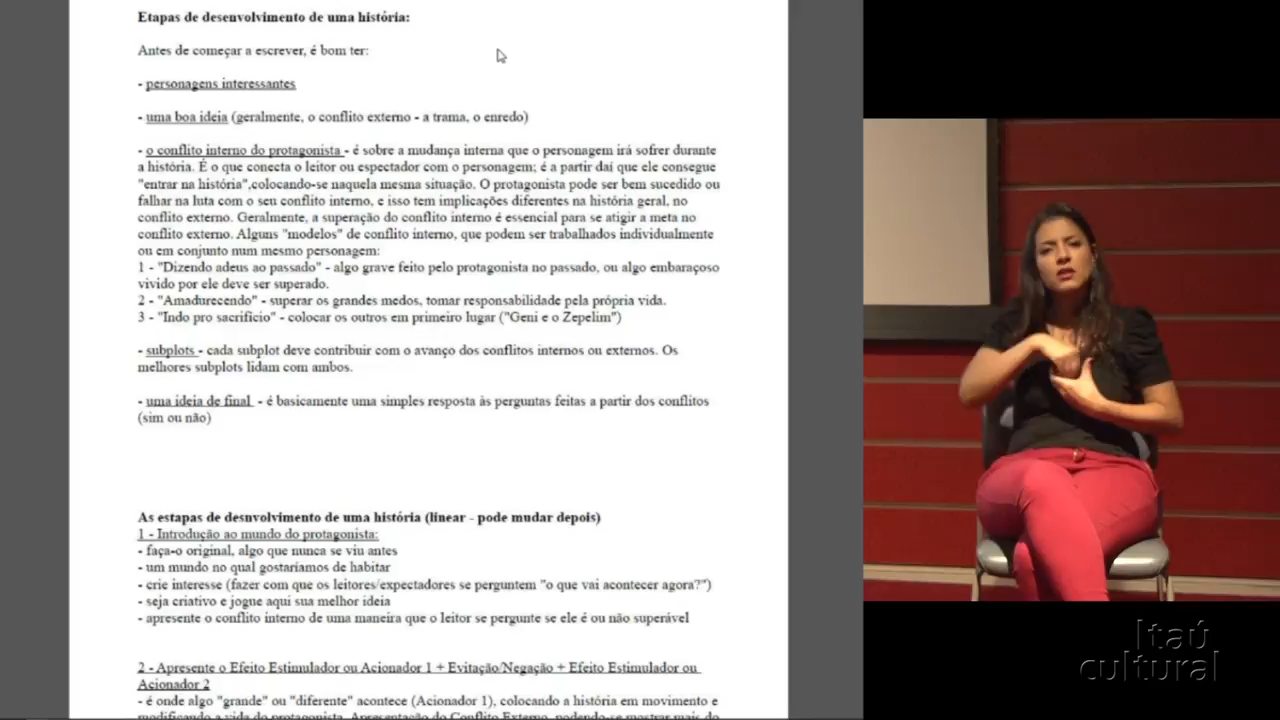 Etapas de desenvolvimento de uma história:
Antes de começar a escrever, é bom ter:
- personagens interessantes
- uma boa ideia (geralmente, o conflito externo - a trama, o enredo)
- o conflito interno do protagonista - é sobre a mudança interna que o personagem irá sofrer durante
a história. É o que conecta o leitor ou espectador com o personagem; é a partir daí que ele consegue
"entrar na história",colocando-se naquela mesma situação. O protagonista pode ser bem sucedido ou
falhar na luta com o seu conflito interno, e isso tem implicações diferentes na história geral, no
conflito externo. Geralmente, a superação do conflito interno é essencial para se atigir a meta no
conflito externo. Alguns "modelos" de conflito interno, que podem ser trabalhados individualmente
ou em conjunto num mesmo personagem:
1 - "Dizendo adeus ao passado" - algo grave feito pelo protagonista no passado, ou algo embaraçoso
vivido por ele deve ser superado.
2 - "Amadurecendo" - superar os grandes medos, tomar responsabilidade pela própria vida.
3 - "Indo pro sacrifício" - colocar os outros em primeiro lugar ("Geni e o Zepelim")
- subplots - cada subplot deve contribuir com o avanço dos conflitos internos ou externos. Os
melhores subplots lidam com ambos.
- uma ideia de final - é basicamente uma simples resposta às perguntas feitas a partir dos conflitos
(sim ou não)
As estapas de desnvolvimento de uma história (linear - pode mudar depois)
1 - Introdução ao mundo do protagonista:
- faça-o original, algo que nunca se viu antes
- um mundo no qual gostaríamos de habitar
- crie interesse (fazer com que os leitores/expectadores se perguntem "o que vai acontecer agora?")
- seja criativo e jogue aqui sua melhor ideia
- apresente o conflito interno de uma maneira que o leitor se pergunte se ele é ou não superável
2 - Apresente o Efeito Estimulador ou Acionador 1 + Evitação/Negação + Efeito Estimulador ou
Acionador 2
- é onde algo "grande" ou "diferente" acontece (Acionador 1), colocando a história em movimento e
modificando a vida do protagonista. Apresentação do Conflito Externo, podendo-se mostrar mais do
Itaú
cultural